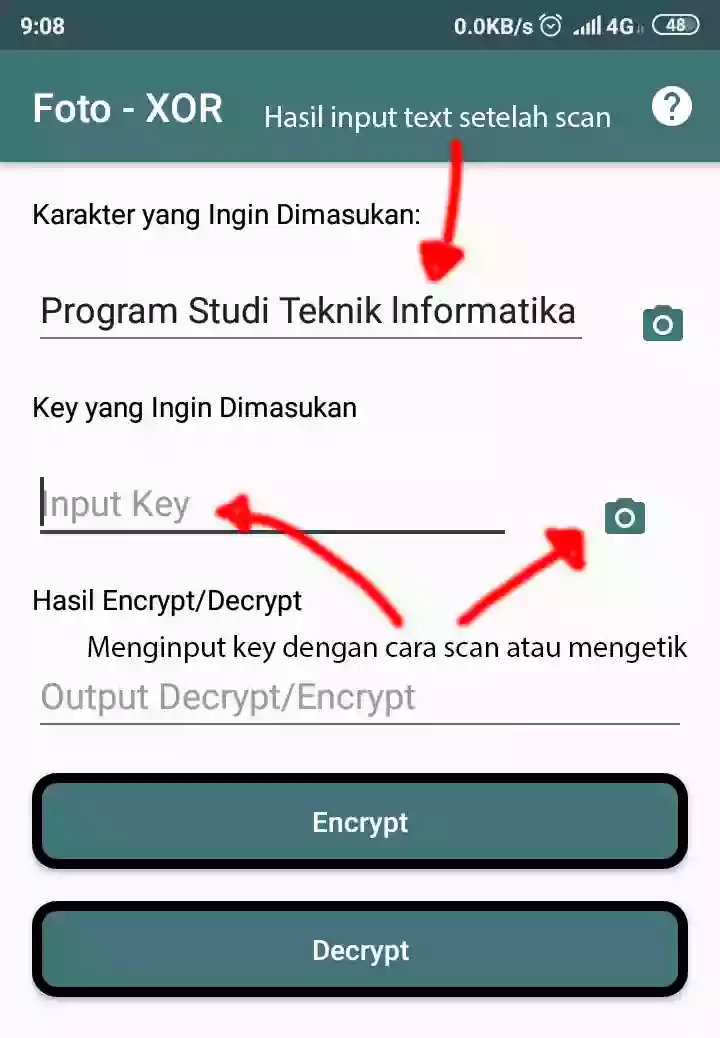 9:08 0.0KB/s 4G 48
Foto - XOR Hasil input text setelah scan ?
Karakter yang Ingin Dimasukan:
Program Studi Teknik lnformatika
Key yang Ingin Dimasukan
Input Key
Hasil Encrypt/Decrypt
Menginput key dengan cara scan atau mengetik
Output Decrypt/Encrypt
Encrypt
Decrypt